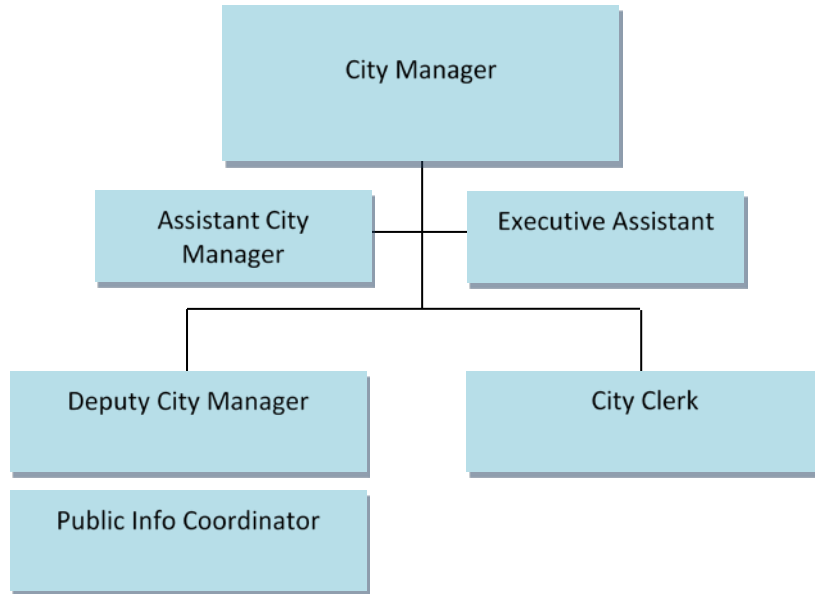 City Manager
Assistant City
Manager
Executive Assistant
Deputy City Manager
City Clerk
Public Info Coordinator